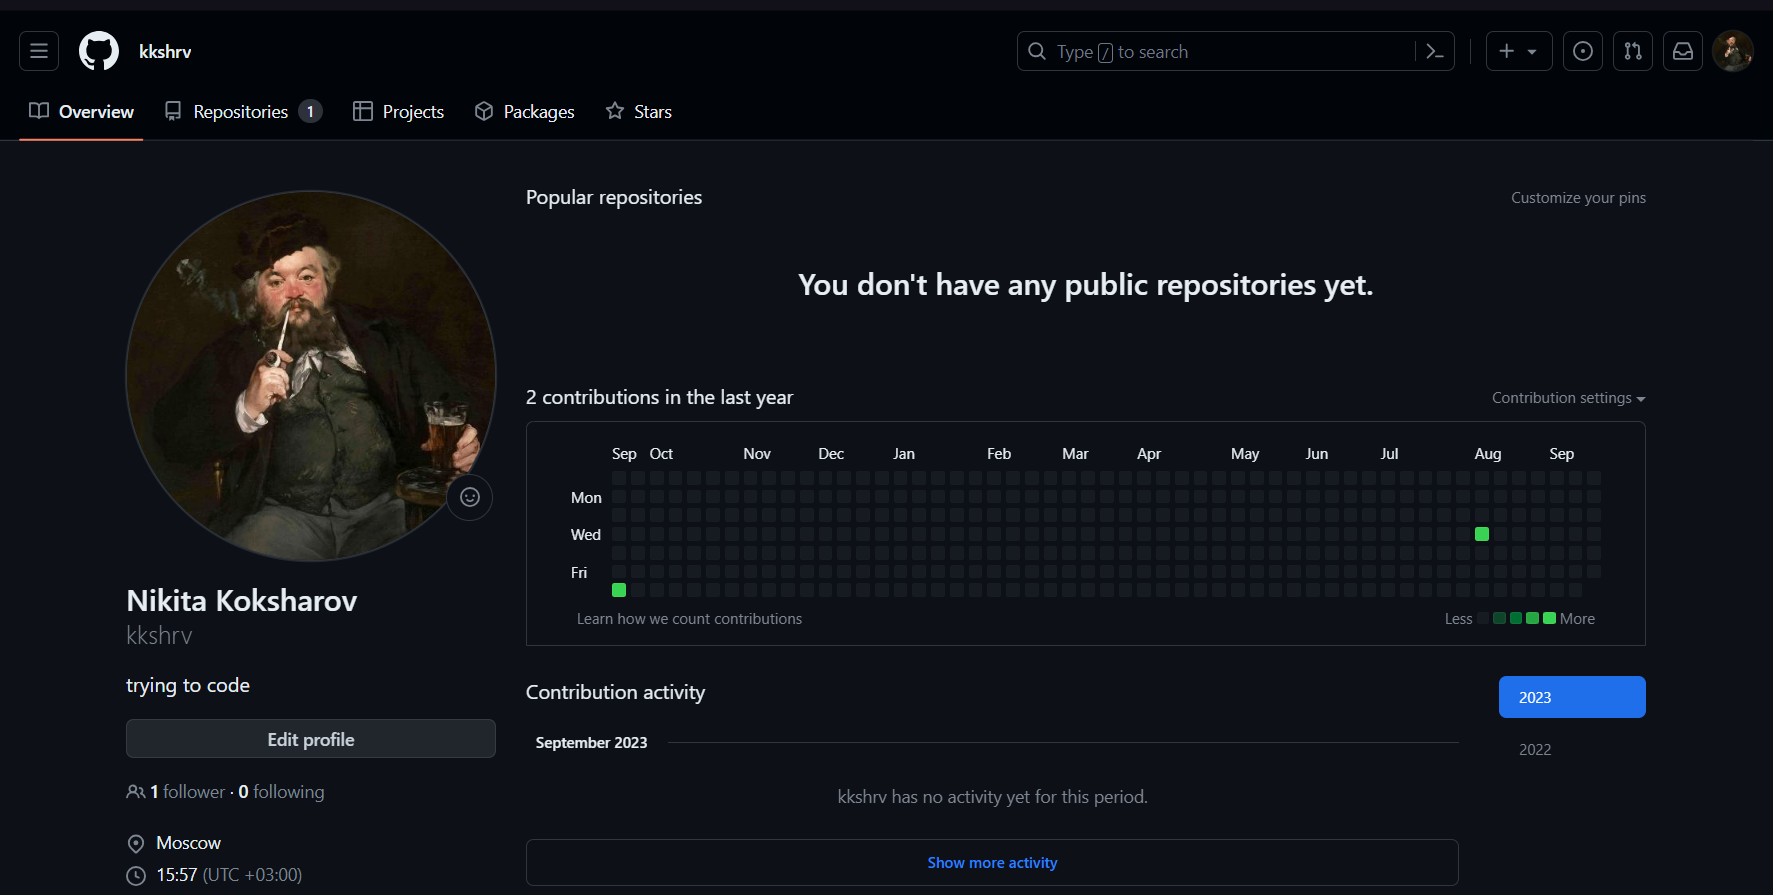 kkshrv
Type / to search
Overview
Repositories 1
Projects
Packages
Stars
Popular repositories
Customize your pins
You don't have any public repositories yet.
2 contributions in the last year
Contribution settings
Sep Oct Nov Dec Jan Feb Mar Apr May Jun Jul Aug Sep
Mon
Wed
Fri
Learn how we count contributions
Less More
Nikita Koksharov
kkshrv
trying to code
Edit profile
1 follower · 0 following
Moscow
15:57 (UTC +03:00)
Contribution activity
2023
2022
September 2023
kkshrv has no activity yet for this period.
Show more activity